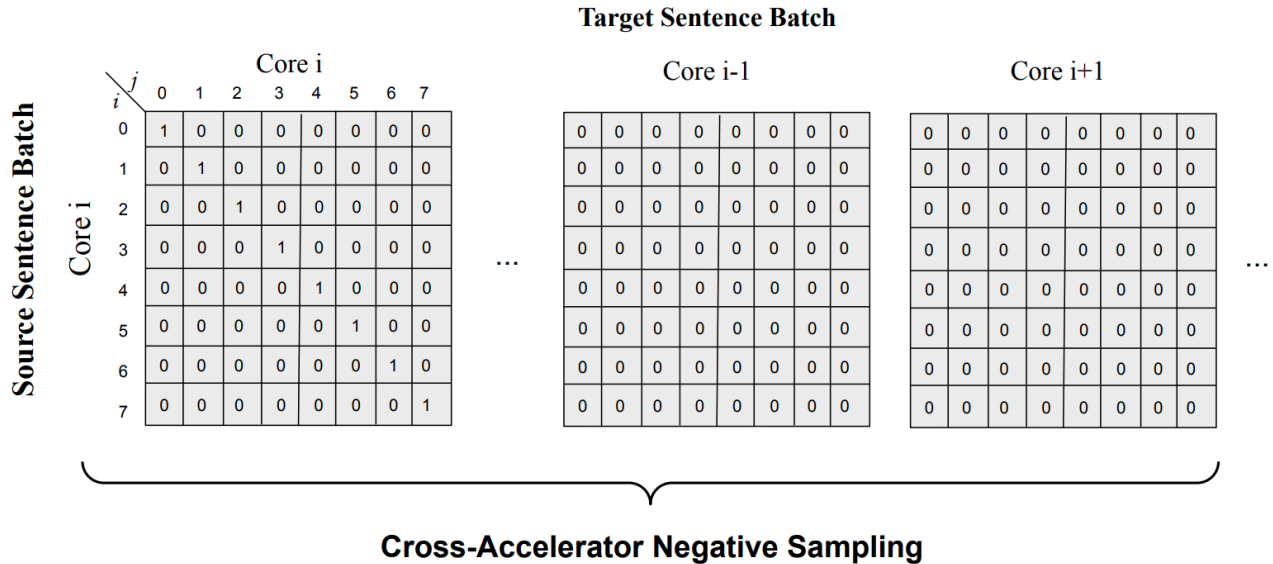 Target Sentence Batch
Core i
Core i-1
Core i+1
j
i
0 1 2 3 4 5 6 7
Source Sentence Batch
Core i
0 1 0 0 0 0 0 0 0 0 0 0 0 0 0 0 0 0 0 0 0 0 0 0 0
1 0 1 0 0 0 0 0 0 0 0 0 0 0 0 0 0 0 0 0 0 0 0 0 0
2 0 0 1 0 0 0 0 0 0 0 0 0 0 0 0 0 0 0 0 0 0 0 0 0
3 0 0 0 1 0 0 0 0 ... 0 0 0 0 0 0 0 0 0 0 0 0 0 0 0 0 ...
4 0 0 0 0 1 0 0 0 0 0 0 0 0 0 0 0 0 0 0 0 0 0 0 0
5 0 0 0 0 0 1 0 0 0 0 0 0 0 0 0 0 0 0 0 0 0 0 0 0
6 0 0 0 0 0 0 1 0 0 0 0 0 0 0 0 0 0 0 0 0 0 0 0 0
7 0 0 0 0 0 0 0 1 0 0 0 0 0 0 0 0 0 0 0 0 0 0 0 0
Cross-Accelerator Negative Sampling